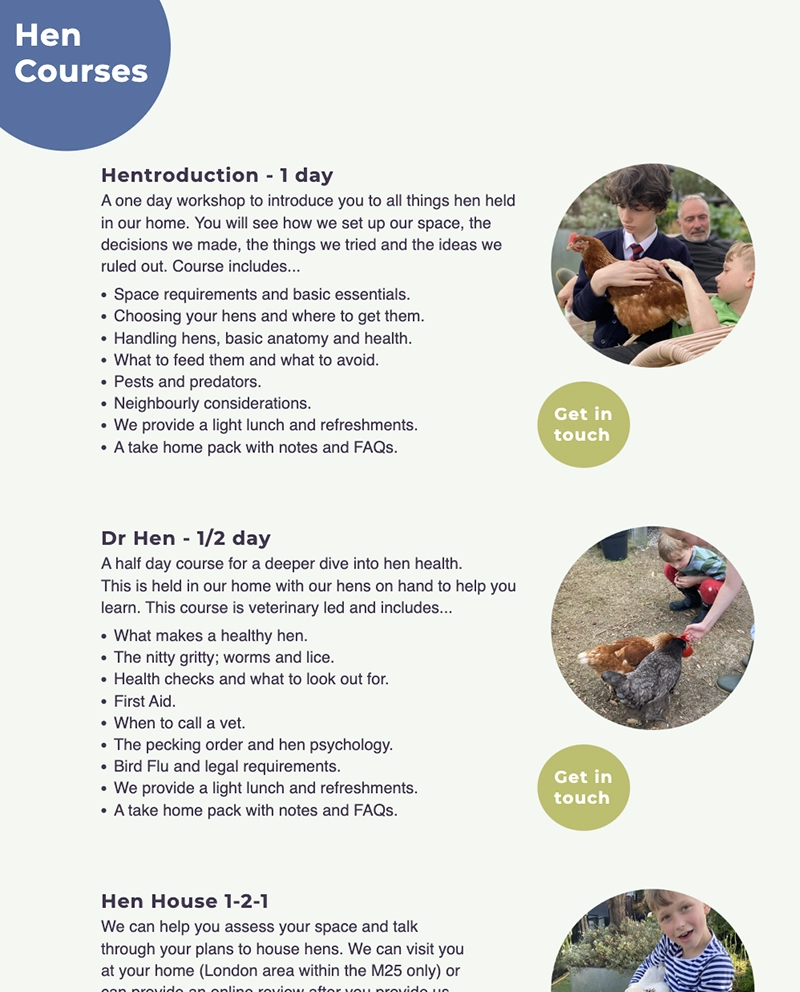 Hen
Courses
Hentroduction - 1 day
A one day workshop to introduce you to all things hen held
in our home. You will see how we set up our space, the
decisions we made, the things we tried and the ideas we
ruled out. Course includes...
• Space requirements and basic essentials.
• Choosing your hens and where to get them.
• Handling hens, basic anatomy and health.
• What to feed them and what to avoid.
• Pests and predators.
• Neighbourly considerations.
• We provide a light lunch and refreshments.
• A take home pack with notes and FAQs.
Get in
touch
Dr Hen - 1/2 day
A half day course for a deeper dive into hen health.
This is held in our home with our hens on hand to help you
learn. This course is veterinary led and includes...
• What makes a healthy hen.
• The nitty gritty; worms and lice.
• Health checks and what to look out for.
• First Aid.
• When to call a vet.
• The pecking order and hen psychology.
• Bird Flu and legal requirements.
• We provide a light lunch and refreshments.
• A take home pack with notes and FAQs.
Get in
touch
Hen House 1-2-1
We can help you assess your space and talk
through your plans to house hens. We can visit you
at your home (London area within the M25 only) or
can provide an online review after you provide us